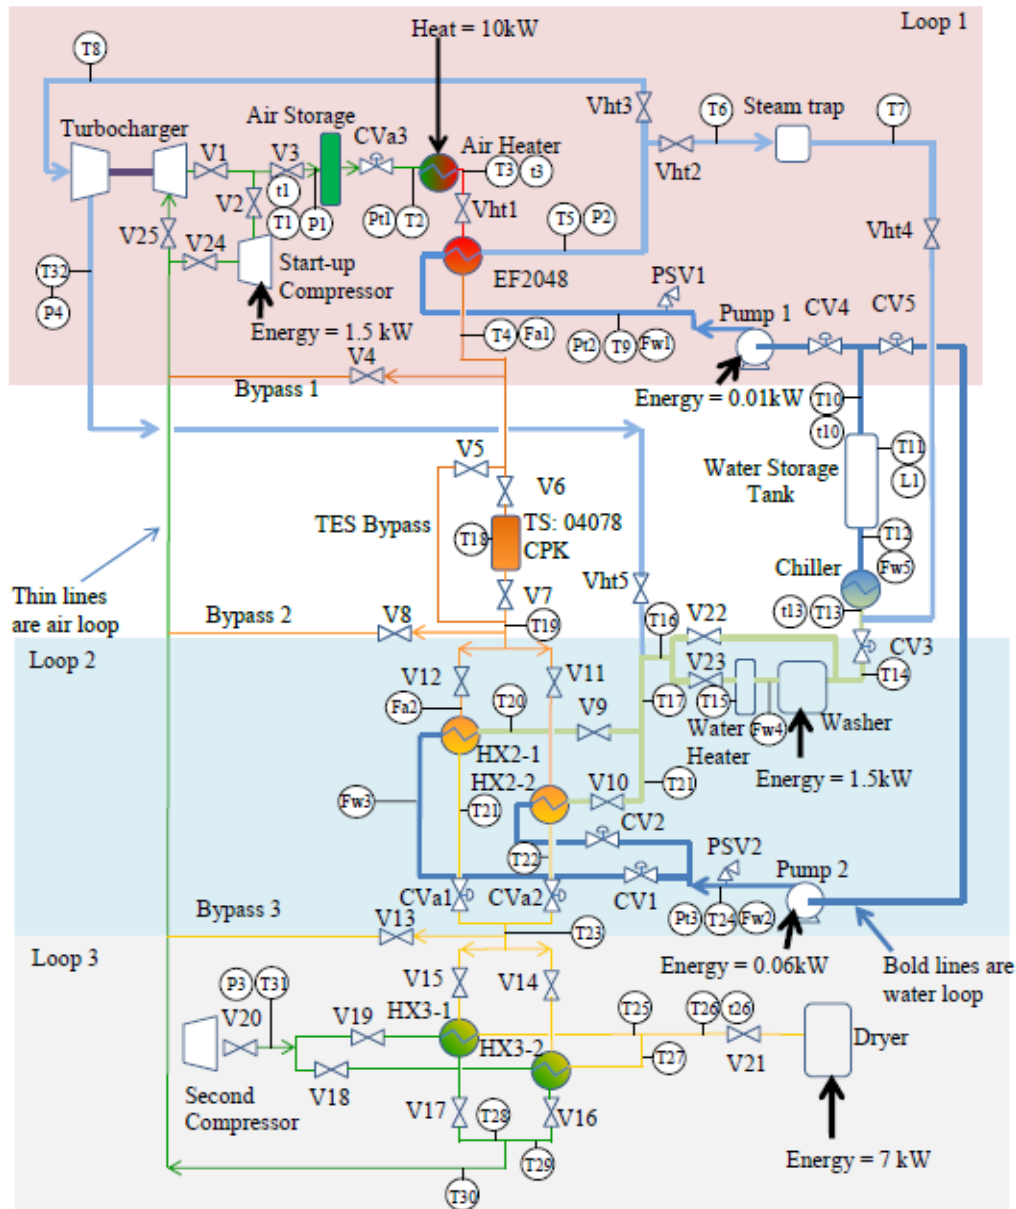 Loop 1
Heat = 10kW
T8
Turbocharger
Air Storage
CVa3
Air Heater
Vht3
T6
Steam trap
T7
V1
V3
t1
T3
t3
Vht2
V2
T1
P1
Pt1
T2
Vht1
T5
P2
Vht4
V25
V24
Start-up
Compressor
EF2048
PSV1
T32
P4
Energy = 1.5 kW
T4
Fa1
Pt2
T9
Fw1
Pump 1
CV4
CV5
V4
Bypass 1
Energy = 0.01kW
T10
t10
V5
V6
T11
L1
Water Storage
Tank
TES Bypass
T18
TS: 04078
CPK
T12
Fw5
Chiller
Vht5
V7
Thin lines
are air loop
Bypass 2
V8
T19
t13
T13
T16
V22
CV3
Loop 2
V12
V11
V23
T14
Fa2
T20
V9
T17
T15
Water
Heater
Fw4
Washer
HX2-1
HX2-2
V10
T21
Energy = 1.5kW
Fw3
T21
CV2
T22
PSV2
Pump 2
CVa1
CVa2
CV1
Pt3
T24
Fw2
Bypass 3
V13
T23
Energy = 0.06kW
Bold lines are
water loop
Loop 3
V15
V14
P3
T31
V20
V19
HX3-1
HX3-2
T25
T26
t26
T27
V21
Dryer
Second
Compressor
V18
V17
T28
V16
T29
T30
Energy = 7 kW